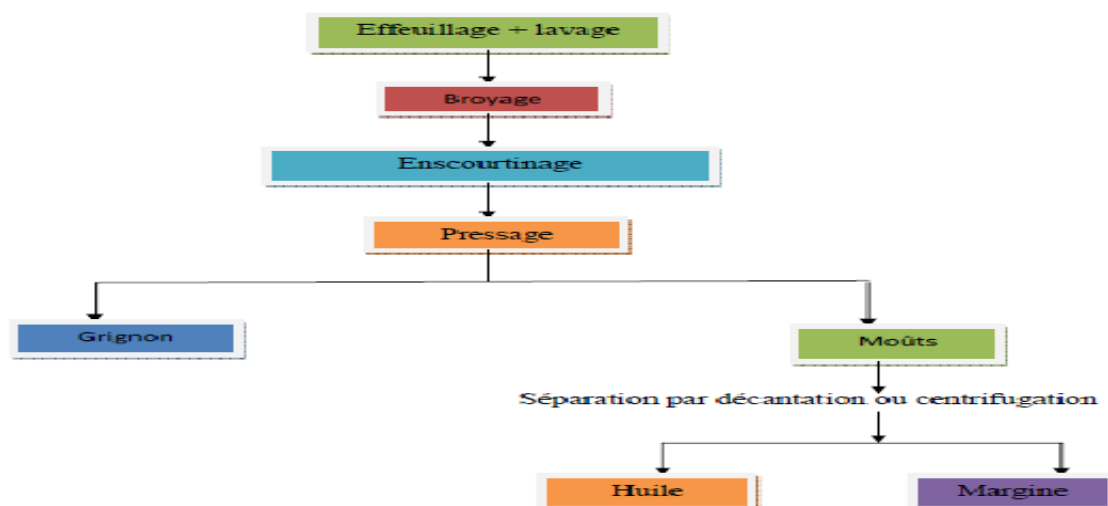 Effeuillage + lavage
Broyage
Enscourtinage
Pressage
Grignon
Moûts
Séparation par décantation ou centrifugation
Huile
Margine